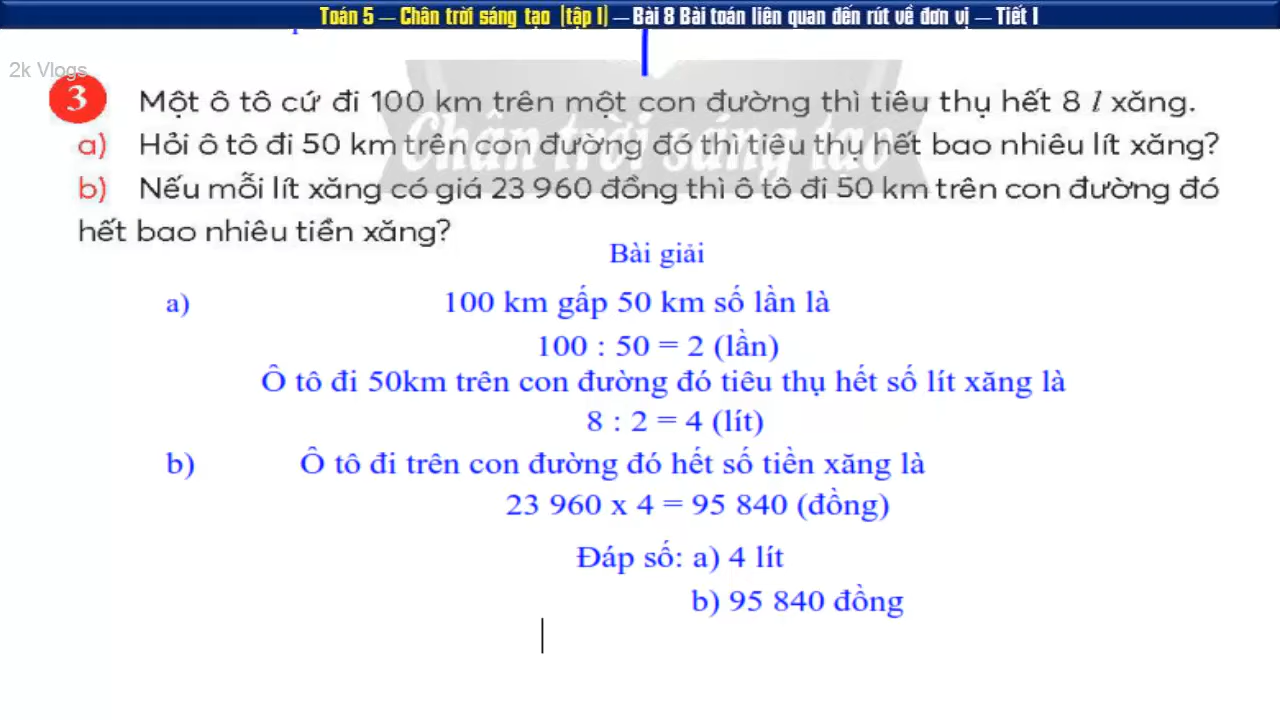 Toán 5 – Chân trời sáng tạo (tập 1) – Bài 8 Bài toán liên quan đến rút về đơn vị – Tiết 1
2k Vlogs
Chân trời sáng tạo
3 Một ô tô cứ đi 100 km trên một con đường thì tiêu thụ hết 8 l xăng.
a) Hỏi ô tô đi 50 km trên con đường đó thì tiêu thụ hết bao nhiêu lít xăng?
b) Nếu mỗi lít xăng có giá 23 960 đồng thì ô tô đi 50 km trên con đường đó
hết bao nhiêu tiền xăng?
Bài giải
a) 100 km gấp 50 km số lần là
100 : 50 = 2 (lần)
Ô tô đi 50km trên con đường đó tiêu thụ hết số lít xăng là
8 : 2 = 4 (lít)
b) Ô tô đi trên con đường đó hết số tiền xăng là
23 960 x 4 = 95 840 (đồng)
Đáp số: a) 4 lít
b) 95 840 đồng